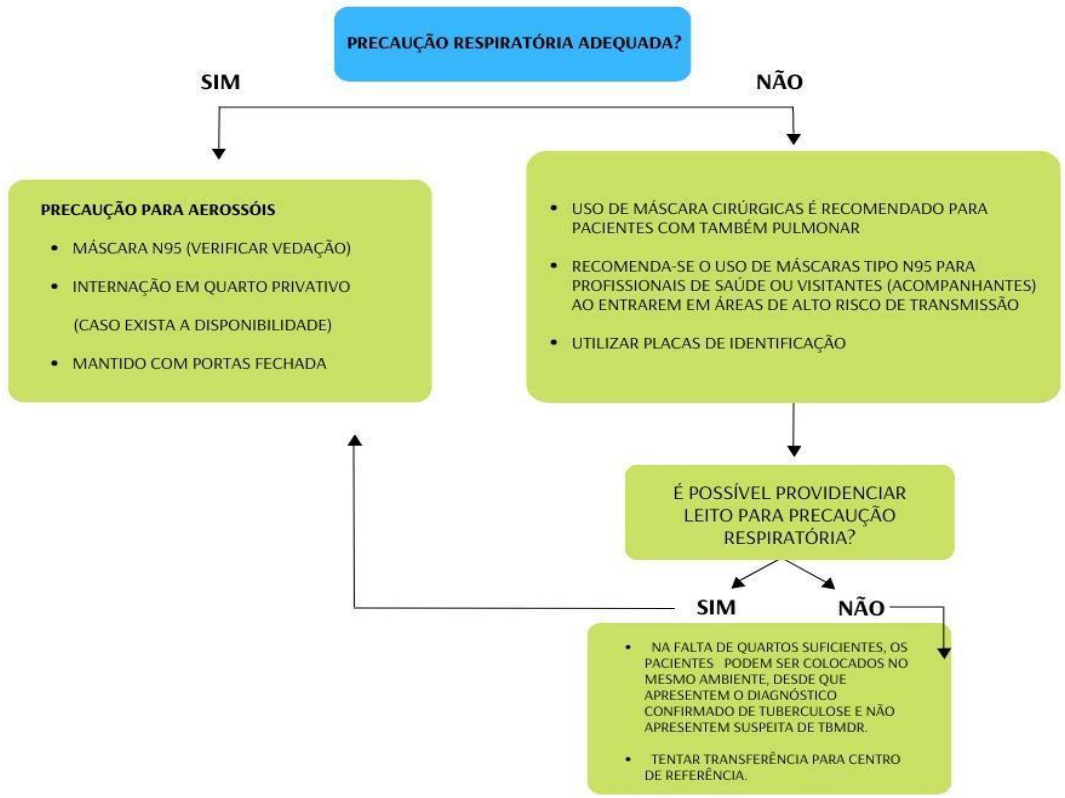 PRECAUÇÃO RESPIRATÓRIA ADEQUADA?
SIM
NÃO
PRECAUÇÃO PARA AEROSSÓIS
• MÁSCARA N95 (VERIFICAR VEDAÇÃO)
• INTERNAÇÃO EM QUARTO PRIVATIVO
(CASO EXISTA A DISPONIBILIDADE)
• MANTIDO COM PORTAS FECHADA
• USO DE MÁSCARA CIRÚRGICAS É RECOMENDADO PARA
PACIENTES COM TAMBÉM PULMONAR
• RECOMENDA-SE O USO DE MÁSCARAS TIPO N95 PARA
PROFISSIONAIS DE SAÚDE OU VISITANTES (ACOMPANHANTES)
AO ENTRAREM EM ÁREAS DE ALTO RISCO DE TRANSMISSÃO
• UTILIZAR PLACAS DE IDENTIFICAÇÃO
É POSSÍVEL PROVIDENCIAR
LEITO PARA PRECAUÇÃO
RESPIRATÓRIA?
SIM
NÃO
• NA FALTA DE QUARTOS SUFICIENTES, OS
PACIENTES PODEM SER COLOCADOS NO
MESMO AMBIENTE, DESDE QUE
APRESENTEM O DIAGNÓSTICO
CONFIRMADO DE TUBERCULOSE E NÃO
APRESENTEM SUSPEITA DE TBMDR.
• TENTAR TRANSFERÊNCIA PARA CENTRO
DE REFERÊNCIA.